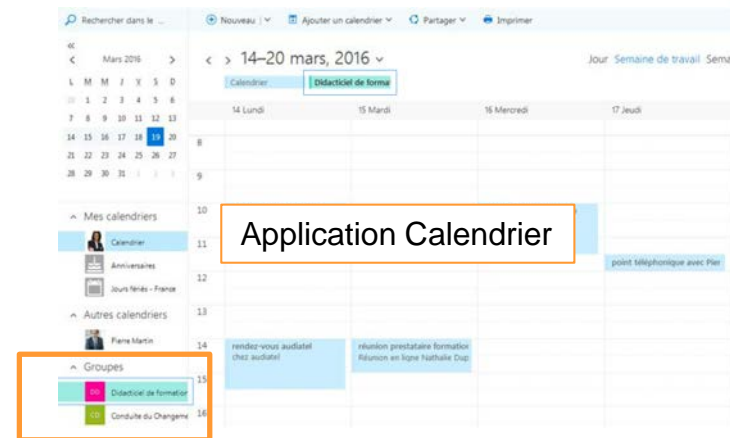 Rechercher dans le ...
Nouveau
Ajouter un calendrier
Partager
Imprimer
«
< Mars 2016 >
< > 14–20 mars, 2016
Jour Semaine de travail Sema
L M M J V S D
1 2 3 4 5 6
7 8 9 10 11 12 13
14 15 16 17 18 19 20
21 22 23 24 25 26 27
28 29 30 31
Calendrier
Didacticiel de forma
14 Lundi
15 Mardi
16 Mercredi
17 Jeudi
8
9
10
11
12
13
14
15
16
Mes calendriers
Calendrier
Anniversaires
Jours fériés - France
Autres calendriers
Pierre Martin
Groupes
DD
Didacticiel de formation
CD
Conduite du Changeme
Application Calendrier
point téléphonique avec Pier
rendez-vous audiatel
chez audiatel
réunion prestataire formation
Réunion en ligne Nathalie Dup